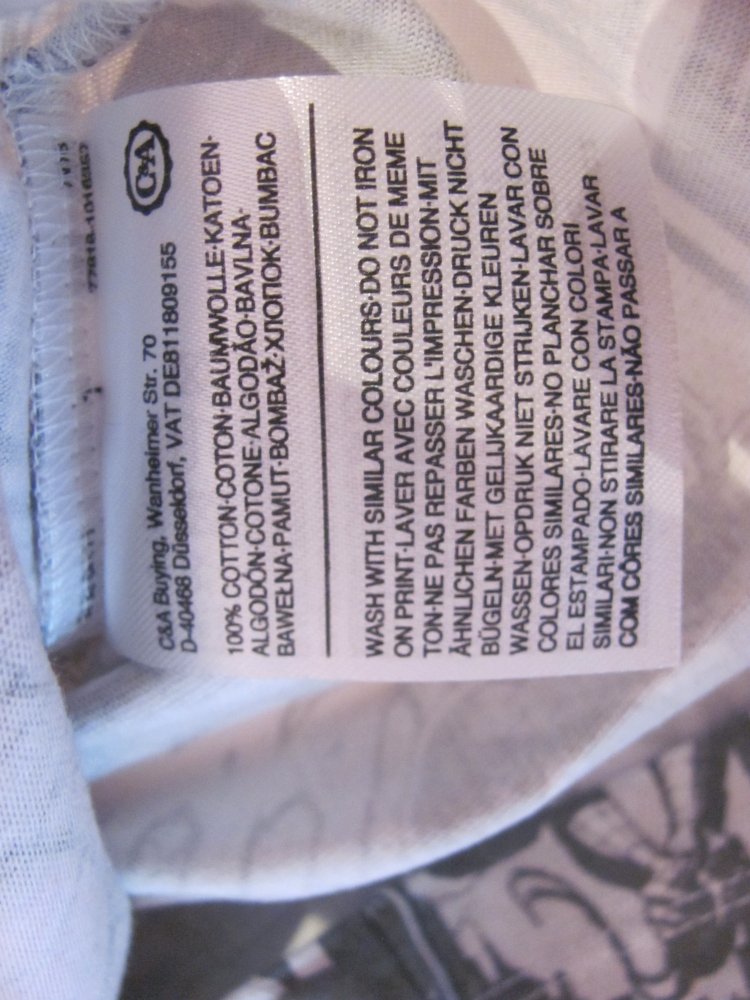 C&A
C&A Buying, Wanheimer Str. 70
D-40468 Düsseldorf, VAT DE811809155
100% COTTON·COTON·BAUMWOLLE·KATOEN·
ALGODÓN·COTONE·ALGODÃO·BAVLNA·
BAWEŁNA·PAMUT·BOMBAŽ·ХЛОПОК·BUMBAC
WASH WITH SIMILAR COLOURS·DO NOT IRON
ON PRINT·LAVER AVEC COULEURS DE MEME
TON·NE PAS REPASSER L'IMPRESSION·MIT
ÄHNLICHEN FARBEN WASCHEN·DRUCK NICHT
BÜGELN·MET GELIJKAARDIGE KLEUREN
WASSEN·OPDRUK NIET STRIJKEN·LAVAR CON
COLORES SIMILARES·NO PLANCHAR SOBRE
EL ESTAMPADO·LAVARE CON COLORI
SIMILARI·NON STIRARE LA STAMPA·LAVAR
COM CÔRES SIMILARES·NÃO PASSAR A